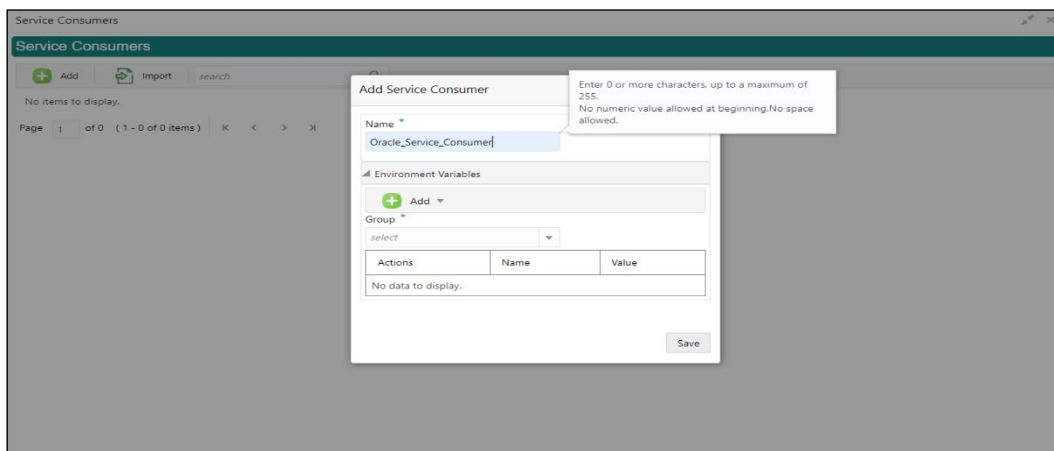 Service Consumers
Service Consumers
Add Import search
No items to display.
Page 1 of 0 (1 - 0 of 0 items) K < > >|
Add Service Consumer
Enter 0 or more characters, up to a maximum of
255.
No numeric value allowed at beginning.No space
allowed.
Name *
Oracle_Service_Consumer
Environment Variables
Add
Group *
select
Actions Name Value
No data to display.
Save